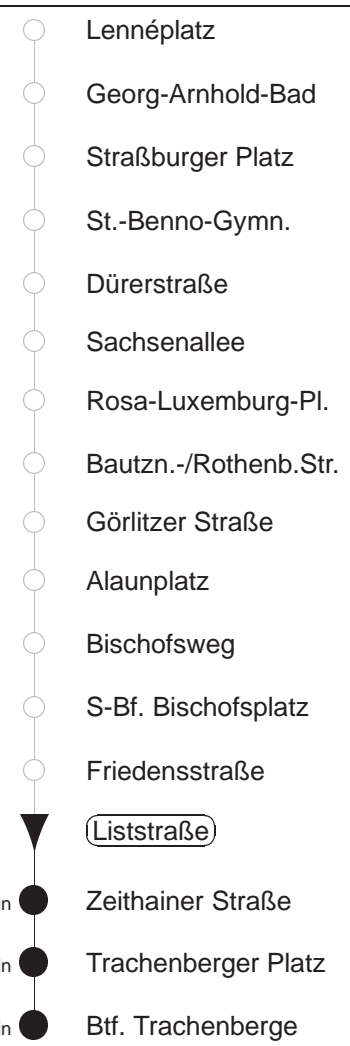 Lennéplatz
Georg-Arnhold-Bad
Straßburger Platz
St.-Benno-Gymn.
Dürerstraße
Sachsenallee
Rosa-Luxemburg-Pl.
Bautzn.-/Rothenb.Str.
Görlitzer Straße
Alaunplatz
Bischofsweg
S-Bf. Bischofsplatz
Friedensstraße
Liststraße
Zeithainer Straße
Trachenberger Platz
Btf. Trachenberge